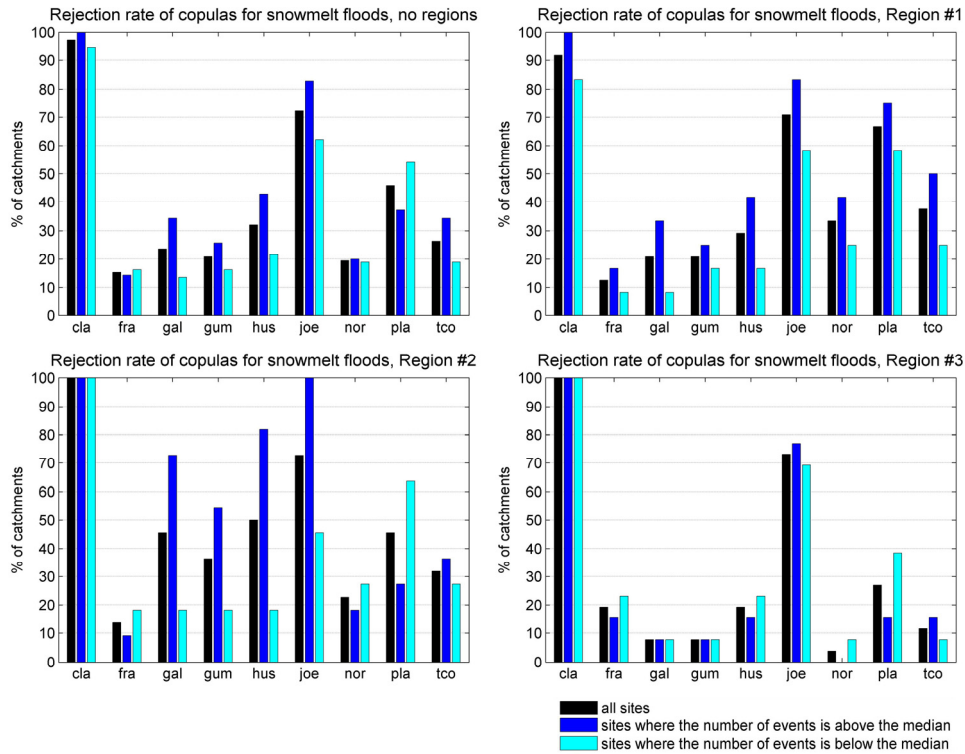 Rejection rate of copulas for snowmelt floods, no regions
% of catchments
100
90
80
70
60
50
40
30
20
10
0
cla fra gal gum hus joe nor pla tco
Rejection rate of copulas for snowmelt floods, Region #1
% of catchments
100
90
80
70
60
50
40
30
20
10
0
cla fra gal gum hus joe nor pla tco
Rejection rate of copulas for snowmelt floods, Region #2
% of catchments
100
90
80
70
60
50
40
30
20
10
0
cla fra gal gum hus joe nor pla tco
Rejection rate of copulas for snowmelt floods, Region #3
% of catchments
100
90
80
70
60
50
40
30
20
10
0
cla fra gal gum hus joe nor pla tco
all sites
sites where the number of events is above the median
sites where the number of events is below the median